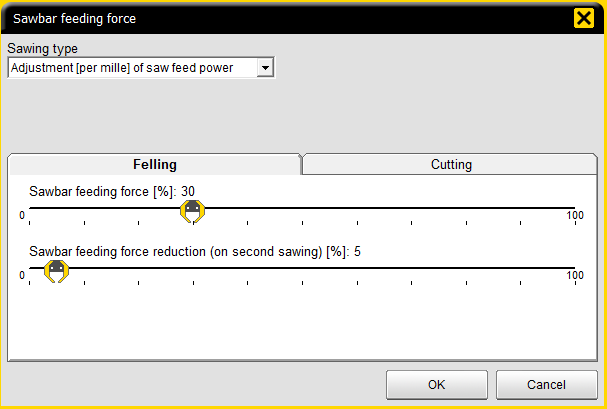 Sawbar feeding force
Sawing type
Adjustment [per mille] of saw feed power
Felling
Cutting
Sawbar feeding force [%]: 30
0
100
Sawbar feeding force reduction (on second sawing) [%]: 5
0
100
OK
Cancel